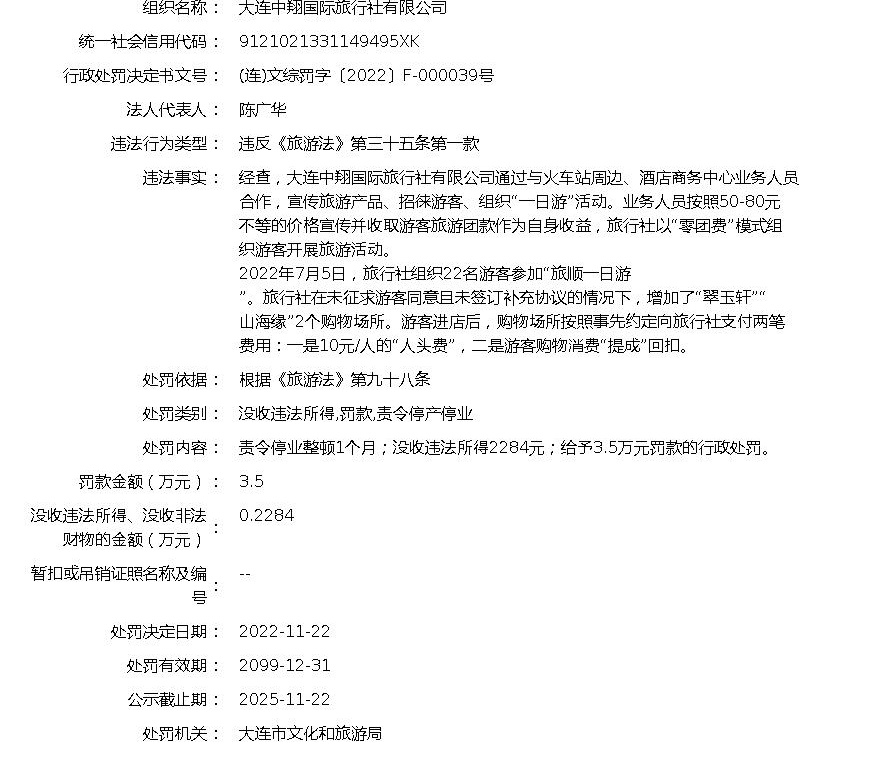 组织名称： 大连中翔国际旅行社有限公司
统一社会信用代码： 9121021331149495XK
行政处罚决定书文号： (连)文综罚字〔2022〕F-000039号
法人代表人： 陈广华
违法行为类型： 违反《旅游法》第三十五条第一款
违法事实： 经查，大连中翔国际旅行社有限公司通过与火车站周边、酒店商务中心业务人员
合作，宣传旅游产品、招徕游客、组织“一日游”活动。业务人员按照50-80元
不等的价格宣传并收取游客旅游团款作为自身收益，旅行社以“零团费”模式组
织游客开展旅游活动。
2022年7月5日，旅行社组织22名游客参加“旅顺一日游
”。旅行社在未征求游客同意且未签订补充协议的情况下，增加了“翠玉轩”“
山海缘”2个购物场所。游客进店后，购物场所按照事先约定向旅行社支付两笔
费用：一是10元/人的“人头费”，二是游客购物消费“提成”回扣。
处罚依据： 根据《旅游法》第九十八条
处罚类别： 没收违法所得,罚款,责令停产停业
处罚内容： 责令停业整顿1个月；没收违法所得2284元；给予3.5万元罚款的行政处罚。
罚款金额（万元）： 3.5
没收违法所得、没收非法
财物的金额（万元）： 0.2284
暂扣或吊销证照名称及编
号： --
处罚决定日期： 2022-11-22
处罚有效期： 2099-12-31
公示截止期： 2025-11-22
处罚机关： 大连市文化和旅游局